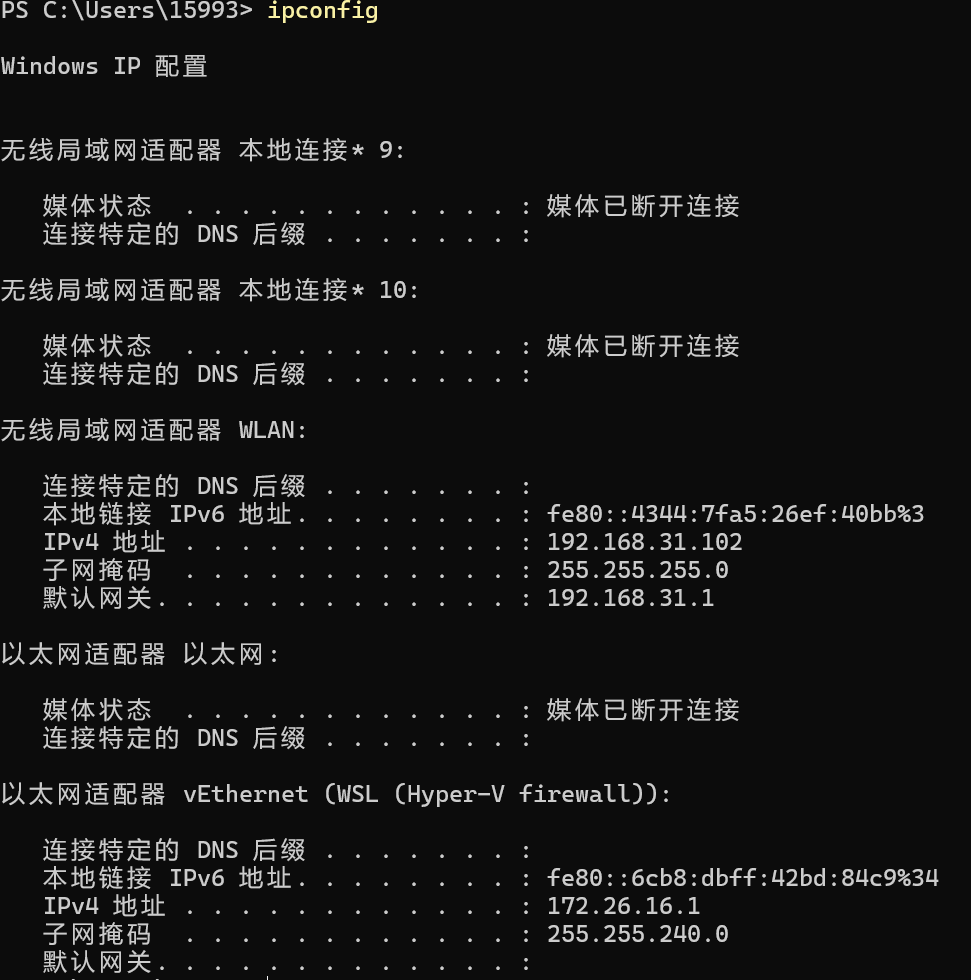 PS C:\Users\15993> ipconfig
Windows IP 配置
无线局域网适配器 本地连接* 9:
媒体状态  . . . . . . . . . . . . : 媒体已断开连接
连接特定的 DNS 后缀 . . . . . . . :
无线局域网适配器 本地连接* 10:
媒体状态  . . . . . . . . . . . . : 媒体已断开连接
连接特定的 DNS 后缀 . . . . . . . :
无线局域网适配器 WLAN:
连接特定的 DNS 后缀 . . . . . . . :
本地链接 IPv6 地址. . . . . . . . : fe80::4344:7fa5:26ef:40bb%3
IPv4 地址 . . . . . . . . . . . . : 192.168.31.102
子网掩码  . . . . . . . . . . . . : 255.255.255.0
默认网关. . . . . . . . . . . . . : 192.168.31.1
以太网适配器 以太网:
媒体状态  . . . . . . . . . . . . : 媒体已断开连接
连接特定的 DNS 后缀 . . . . . . . :
以太网适配器 vEthernet (WSL (Hyper-V firewall)):
连接特定的 DNS 后缀 . . . . . . . :
本地链接 IPv6 地址. . . . . . . . : fe80::6cb8:dbff:42bd:84c9%34
IPv4 地址 . . . . . . . . . . . . : 172.26.16.1
子网掩码  . . . . . . . . . . . . : 255.255.240.0
默认网关. . . . . . . . . . . . . :